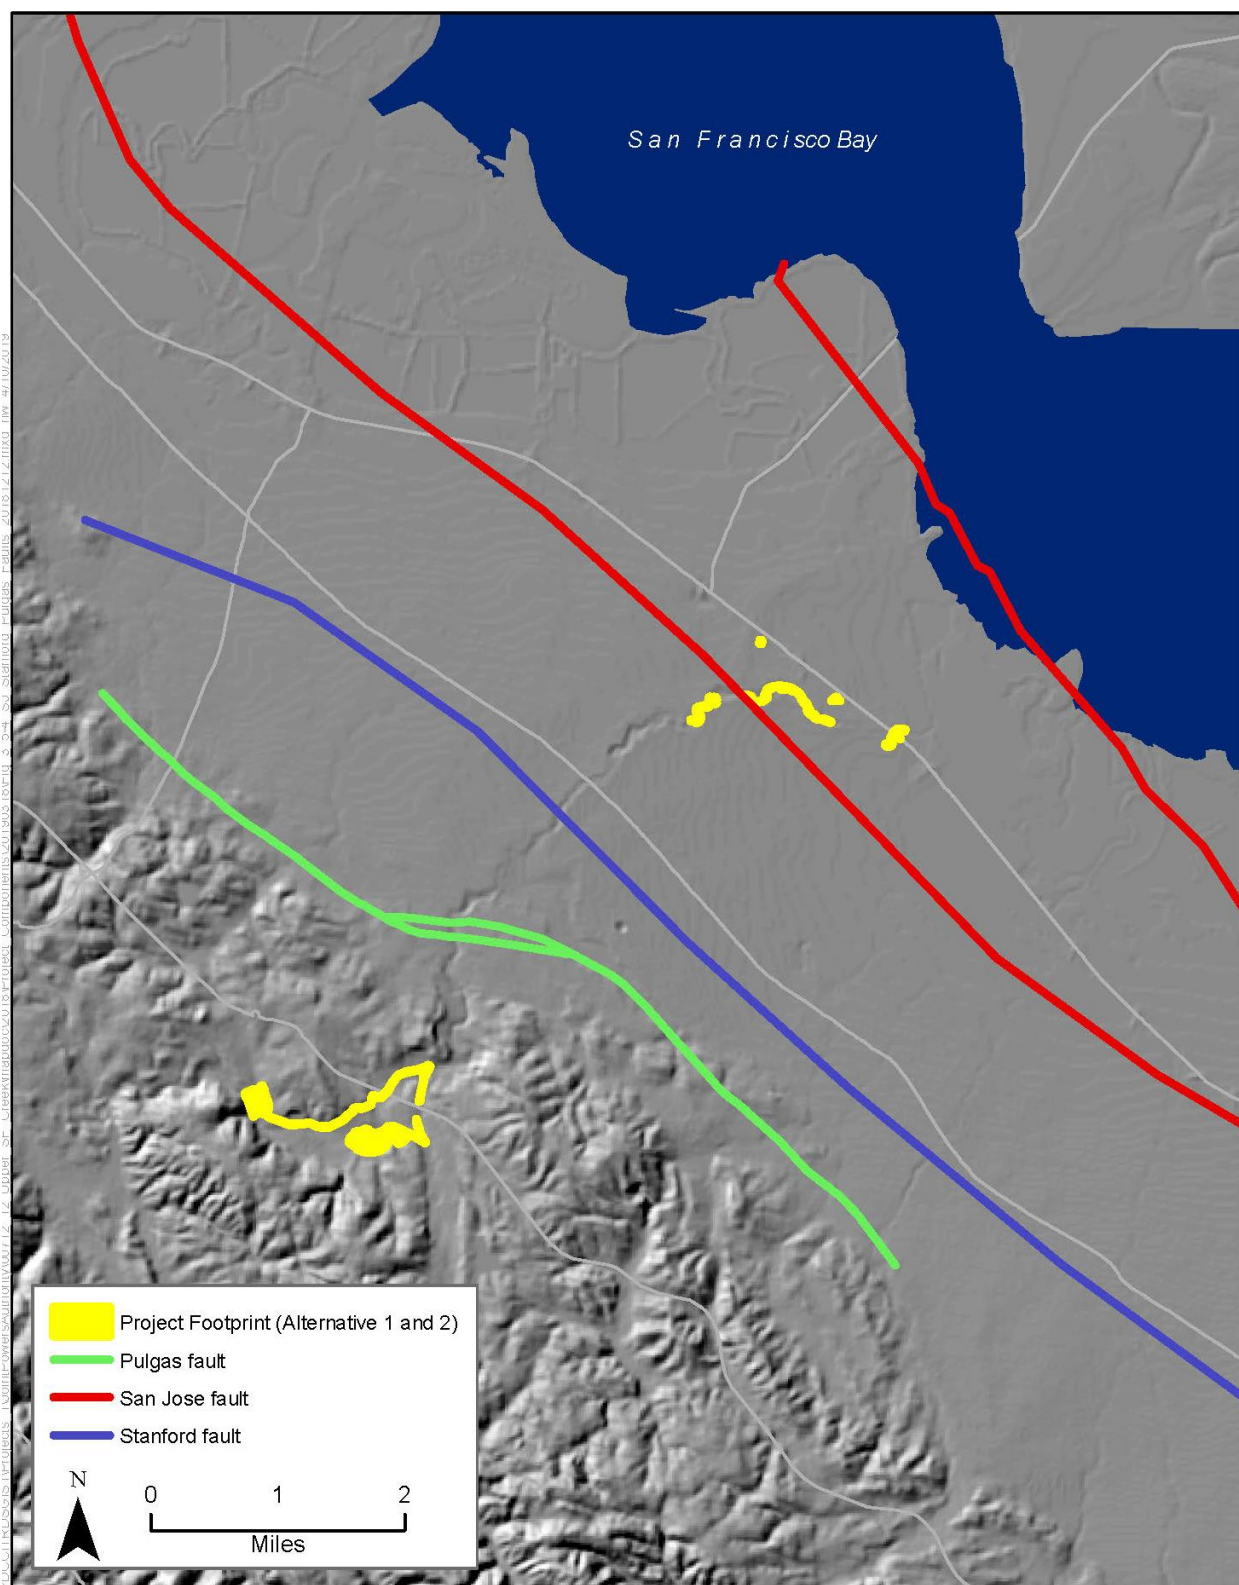 San Francisco Bay
Project Footprint (Alternative 1 and 2)
Pulgas fault
San Jose fault
Stanford fault
N
0 1 2
Miles